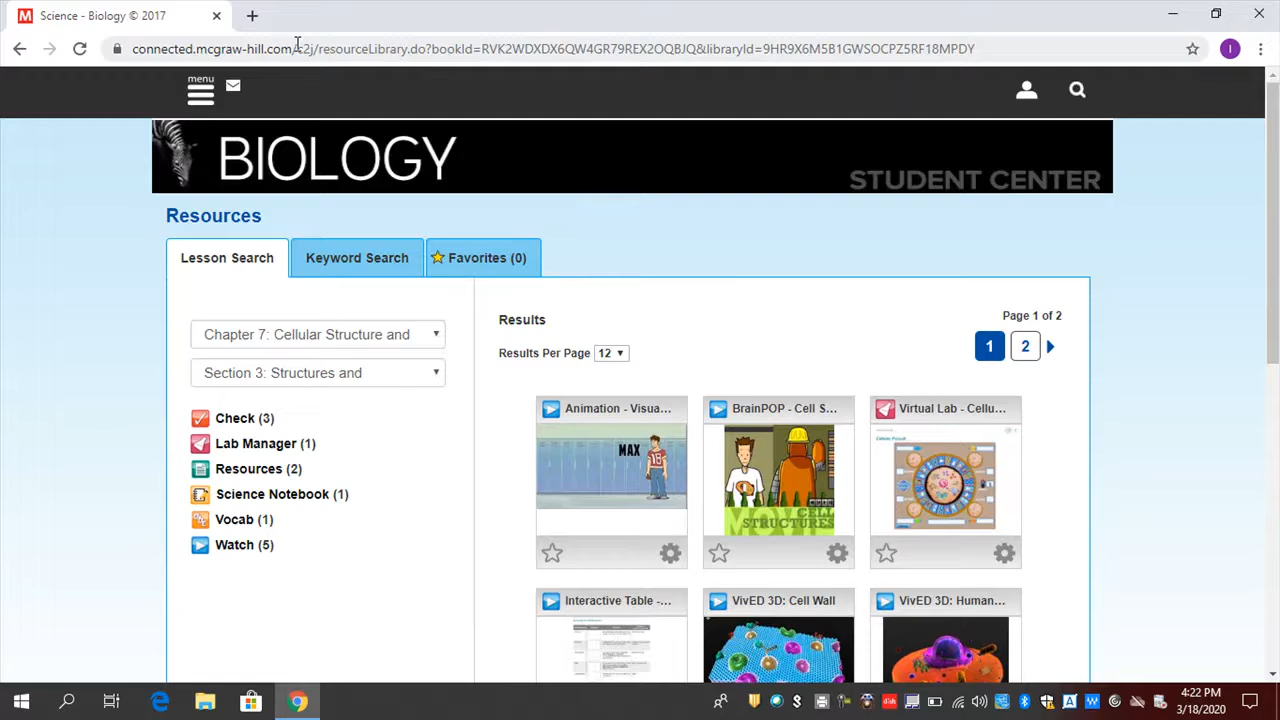 Science - Biology © 2017
connected.mcgraw-hill.com/c2j/resourceLibrary.do?bookId=RVK2WDXDX6QW4GR79REX2OQBJQ&libraryId=9HR9X6M5B1GWSOCPZ5RF18MPDY
I
menu
BIOLOGY
STUDENT CENTER
Resources
Lesson Search
Keyword Search
Favorites (0)
Chapter 7: Cellular Structure and
Section 3: Structures and
Check (3)
Lab Manager (1)
Resources (2)
Science Notebook (1)
Vocab (1)
Watch (5)
Results
Page 1 of 2
Results Per Page 12
1 2
Animation - Visua...
BrainPOP - Cell S...
Virtual Lab - Cellu...
MAX
CELL
MOVIE
STRUCTURES
Interactive Table -...
VivED 3D: Cell Wall
VivED 3D: Human...
4:22 PM
3/18/2020